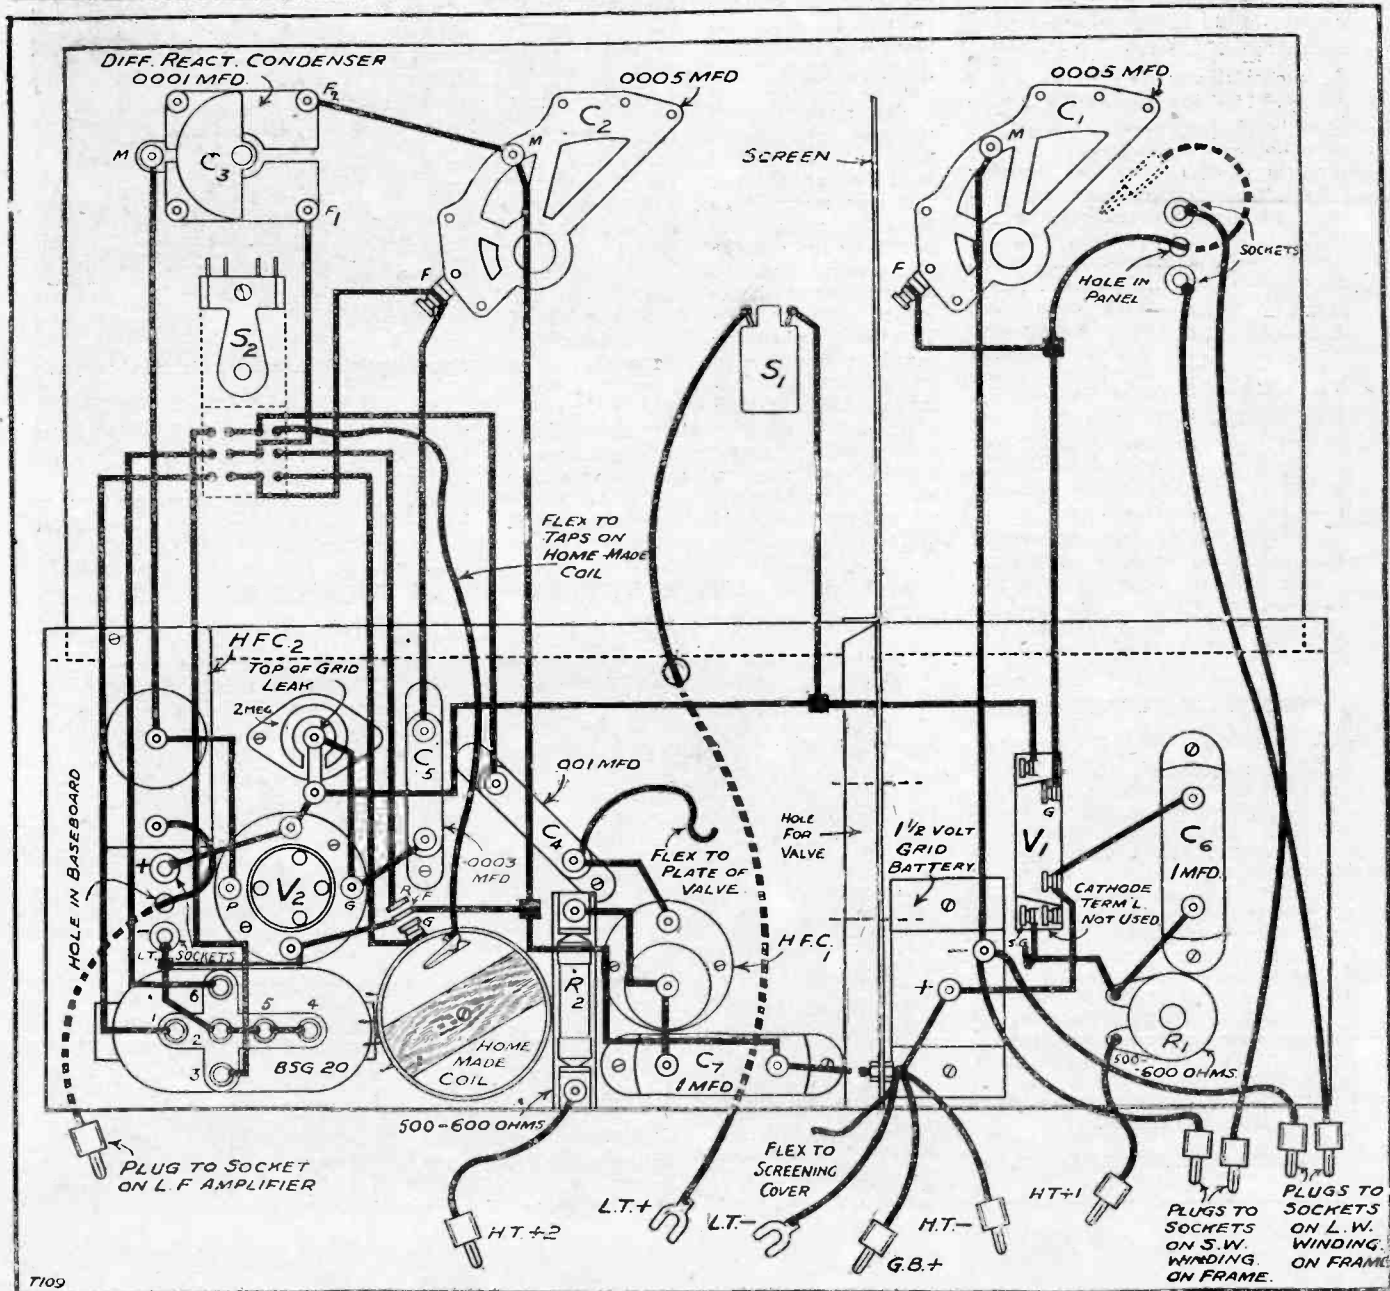 DIFF. REACT. CONDENSER
0001 MFD.
F2
M
C3
F1
S2
0005 MFD
C2
M
F
SCREEN
0005 MFD.
C1
M
F
SOCKETS
HOLE IN
PANEL
S1
FLEX TO
TAPS ON
HOME-MADE
COIL
HFC.2
TOP OF GRID
LEAK
2 MEG
C5
·001 MFD
C4
·0003
MFD
FLEX TO
PLATE OF
VALVE
HOLE
FOR
VALVE
1½ VOLT
GRID
BATTERY
V1
G
C6
1 MFD.
CATHODE
TERM'L.
NOT USED
S.G
HOLE IN BASEBOARD
+
-
L.T.
SOCKETS
P
V2
G
R
F
G
HFC.
1
R2
-
+
R1
500-
-600 OHMS
1
2
3
4
5
6
BSG 20
HOME
MADE
COIL
C7
1 MFD
500-600 OHMS
PLUG TO SOCKET
ON L.F AMPLIFIER
H.T.+2
L.T.+
FLEX TO
SCREENING
COVER
L.T.-
G.B.+
H.T.-
HT+1
PLUGS TO
SOCKETS
ON S.W.
WINDING
ON FRAME.
PLUGS TO
SOCKETS
ON L.W.
WINDING
ON FRAME
T109